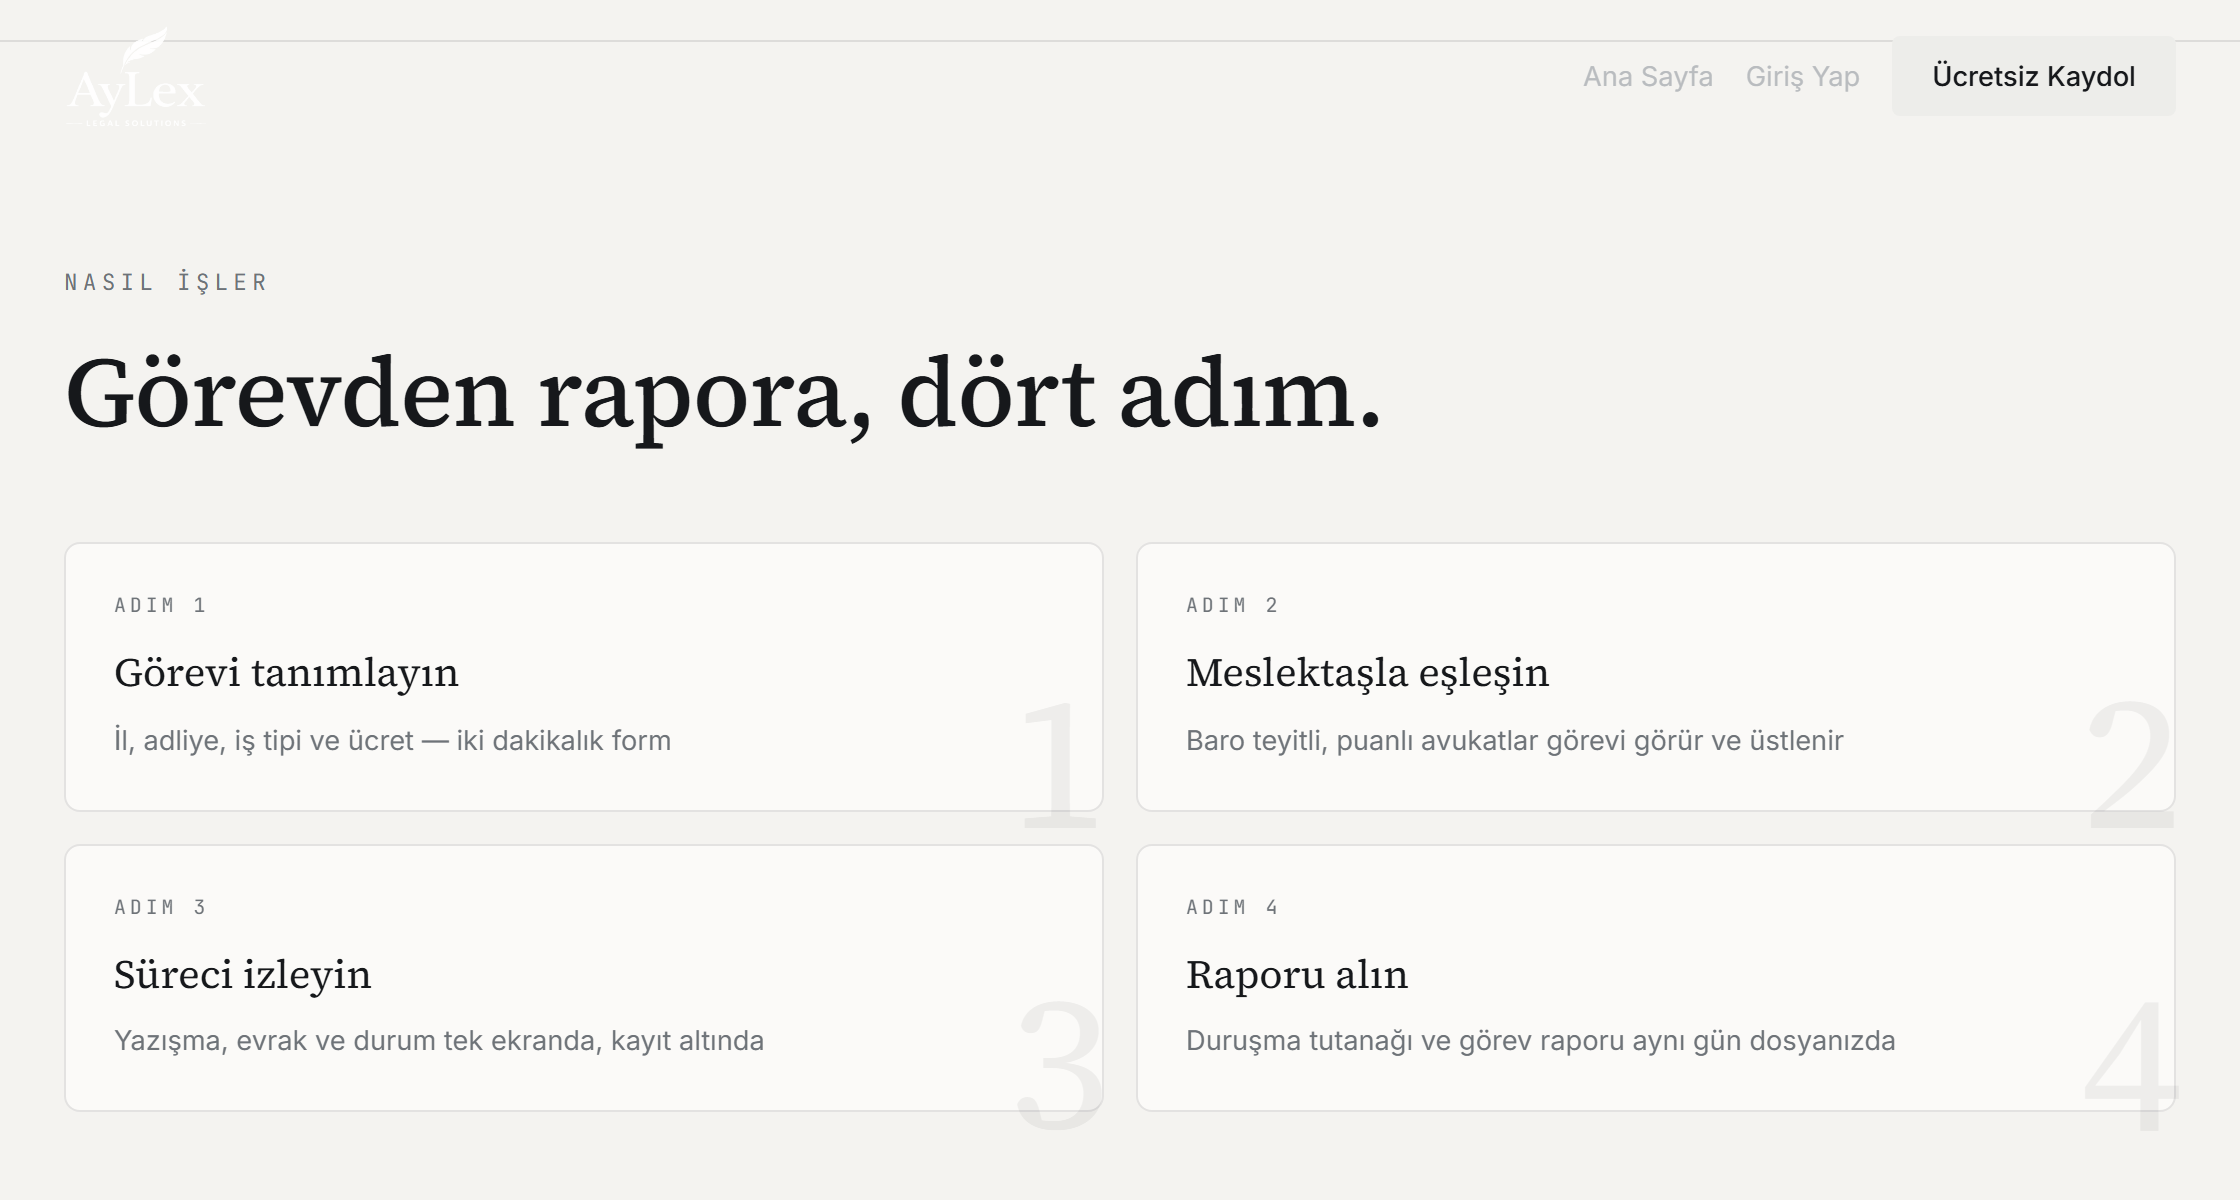 AyLex
LEGAL SOLUTIONS
Ana Sayfa Giriş Yap Ücretsiz Kaydol
NASIL İŞLER
Görevden rapora, dört adım.
ADIM 1
Görevi tanımlayın
İl, adliye, iş tipi ve ücret — iki dakikalık form
1
ADIM 2
Meslektaşla eşleşin
Baro teyitli, puanlı avukatlar görevi görür ve üstlenir
2
ADIM 3
Süreci izleyin
Yazışma, evrak ve durum tek ekranda, kayıt altında
3
ADIM 4
Raporu alın
Duruşma tutanağı ve görev raporu aynı gün dosyanızda
4